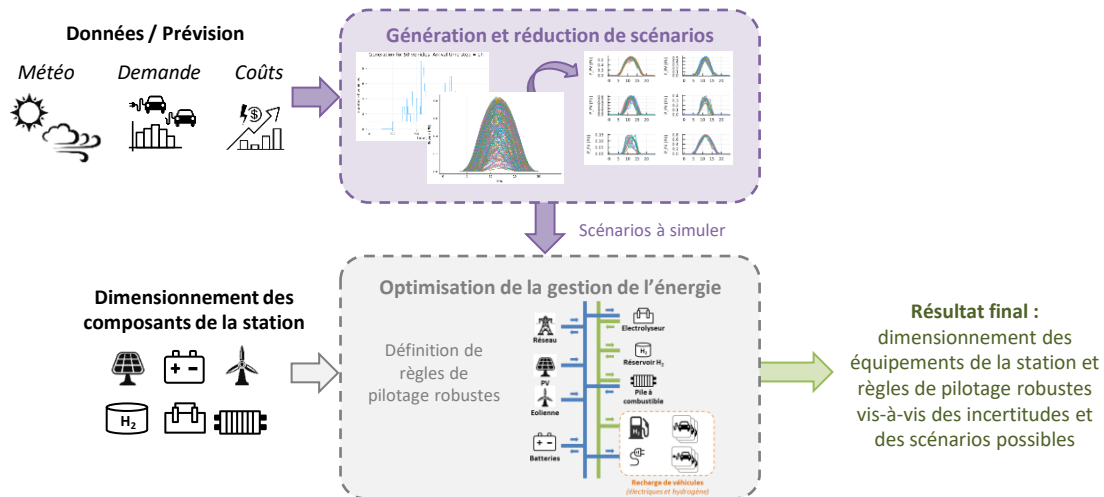 Données / Prévision
Météo
Demande
Coûts
Génération et réduction de scénarios
Scénarios à simuler
Dimensionnement des
composants de la station
H₂
Optimisation de la gestion de l'énergie
Définition de
règles de
pilotage robustes
Réseau
PV
Eolienne
Batteries
Electrolyseur
H₂
Réservoir H₂
Pile à
combustible
Recharge de véhicules
(électriques et hydrogène)
Résultat final :
dimensionnement des
équipements de la station et
règles de pilotage robustes
vis-à-vis des incertitudes et
des scénarios possibles